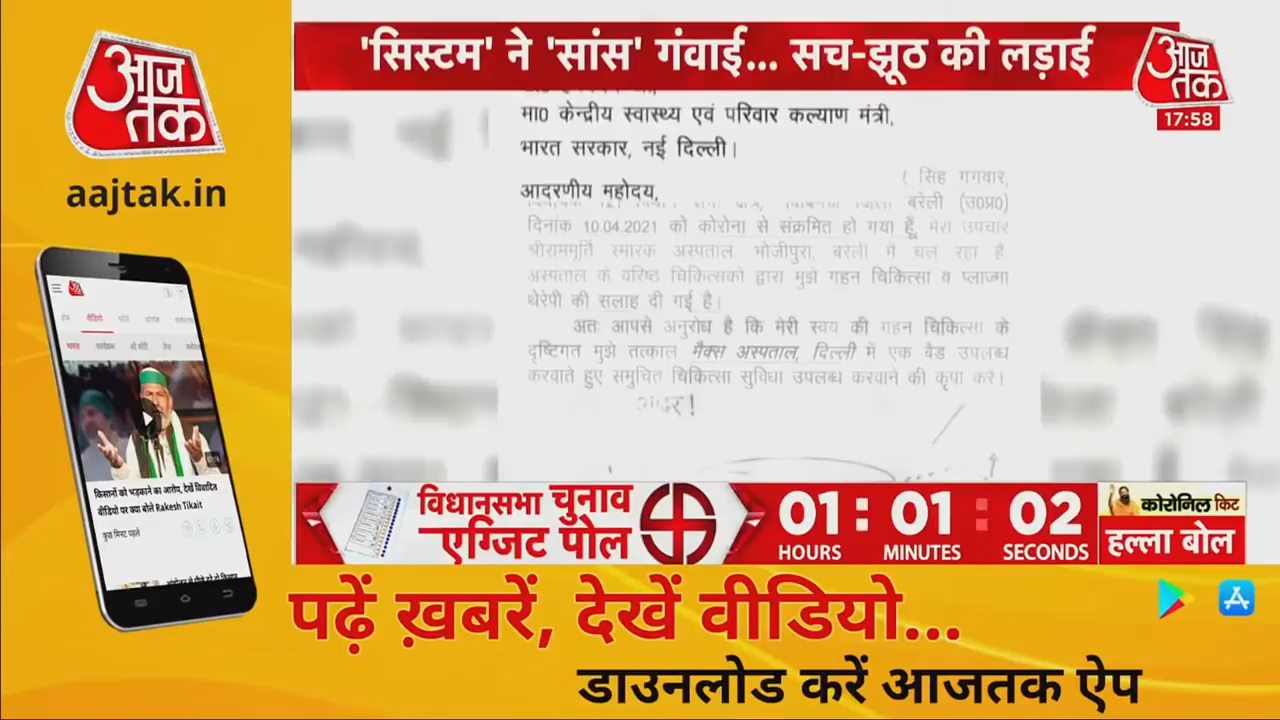 आज तक
aajtak.in
'सिस्टम' ने 'सांस' गंवाई... सच-झूठ की लड़ाई
आज तक
17:58
मा0 केन्द्रीय स्वास्थ्य एवं परिवार कल्याण मंत्री,
भारत सरकार, नई दिल्ली।
आदरणीय महोदय,
सिंह गगवार,
बरेली (उ0प्र0)
दिनांक 10.04.2021 को कोरोना से संक्रमित हो गया हूँ, मेरा उपचार
श्रीराममूर्ति स्मारक अस्पताल, भोजीपुरा, बरेली में चल रहा है
अस्पताल के वरिष्ठ चिकित्सको द्वारा मुझे गहन चिकित्सा व प्लाज्मा
थेरेपी की सलाह दी गई है।
अतः आपसे अनुरोध है कि मेरी स्वय की गहन चिकित्सा के
दृष्टिगत मुझे तत्काल मैक्स अस्पताल, दिल्ली में एक बैड उपलब्ध
करवाते हुए समुचित चिकित्सा सुविधा उपलब्ध करवाने की कृपा करे।
वीडियो
किसानों को भड़काने का आरोप, देखें विवादित
वीडियो पर क्या बोले Rakesh Tikait
कुछ मिनट पहले
विधानसभा चुनाव
एग्जिट पोल
01 : 01 : 02
HOURS MINUTES SECONDS
कोरोनिल किट
हल्ला बोल
पढ़ें ख़बरें, देखें वीडियो...
डाउनलोड करें आजतक ऐप